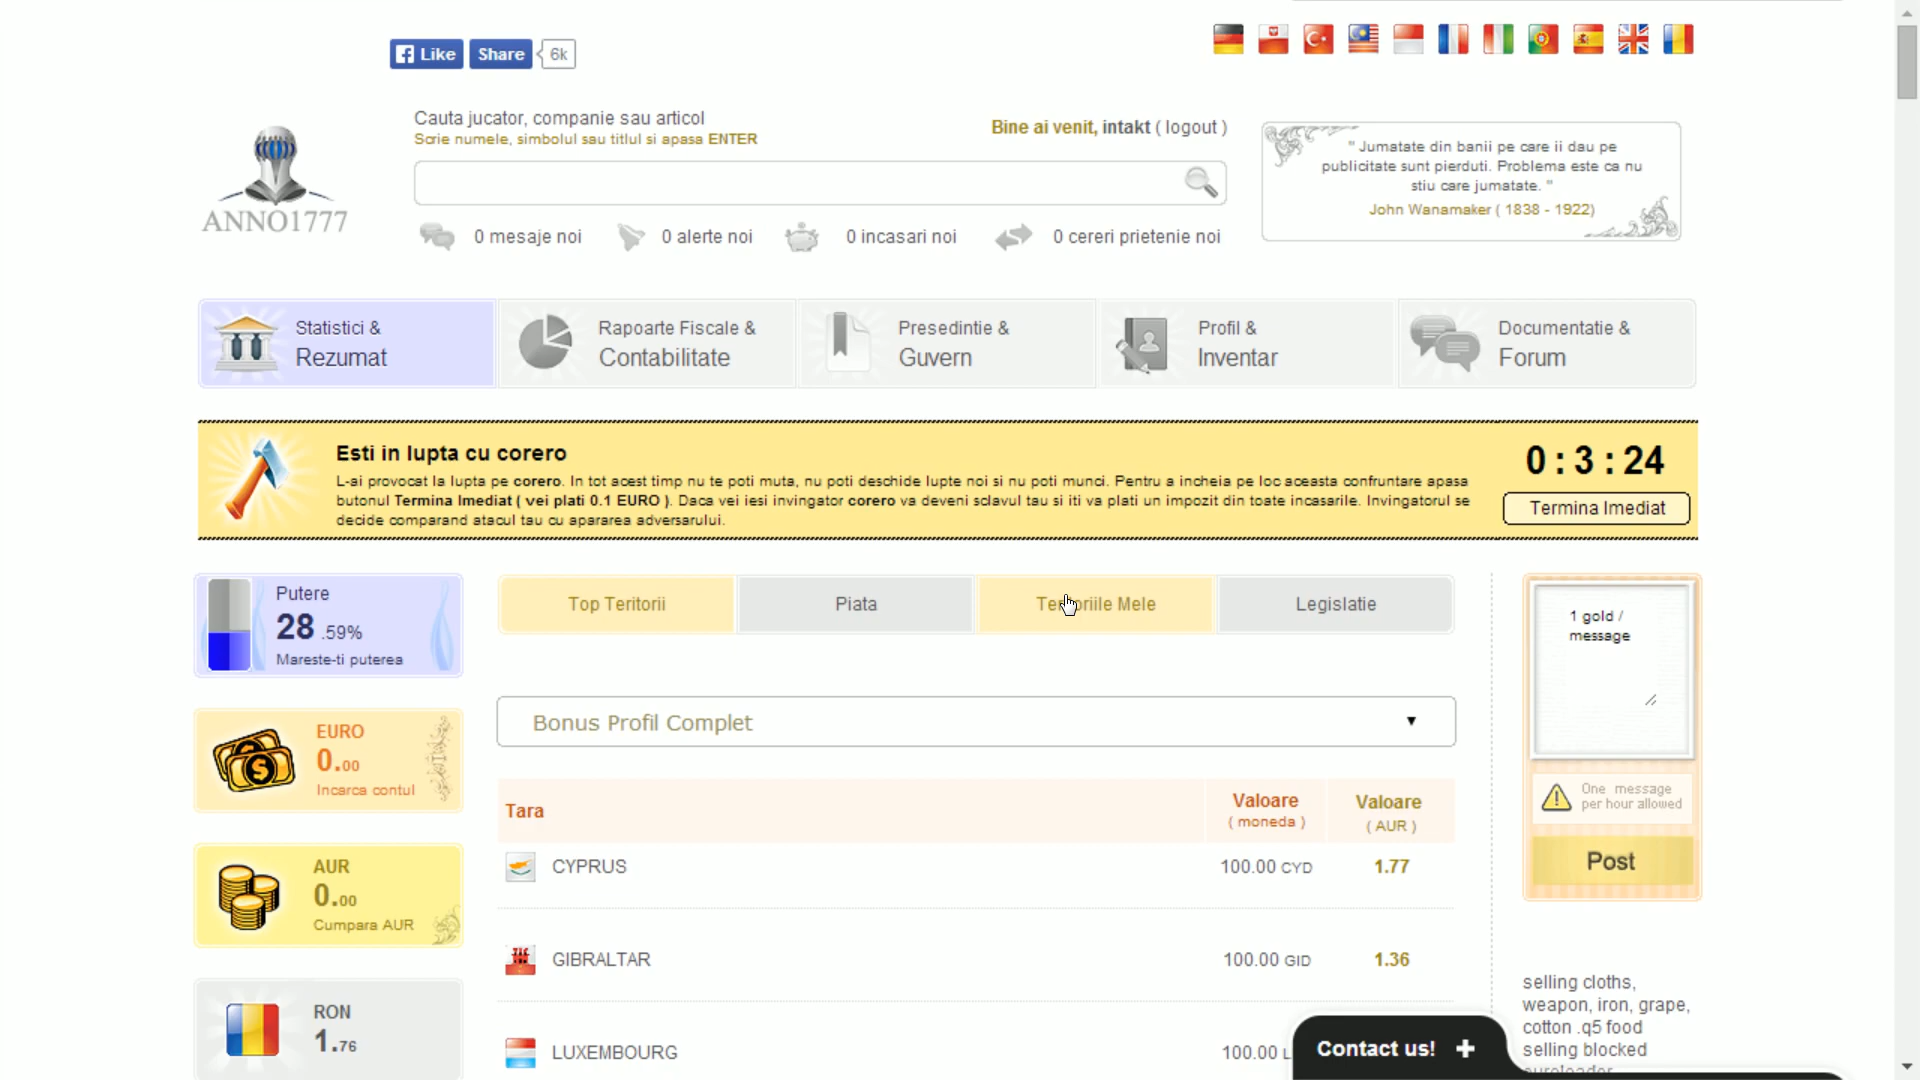 Like Share 6k
Cauta jucator, companie sau articol
Scrie numele, simbolul sau titlul si apasa ENTER
Bine ai venit, intakt ( logout )
" Jumatate din banii pe care ii dau pe
publicitate sunt pierduti. Problema este ca nu
stiu care jumatate. "
John Wanamaker ( 1838 - 1922)
ANNO1777
0 mesaje noi 0 alerte noi 0 incasari noi 0 cereri prietenie noi
Statistici &
Rezumat
Rapoarte Fiscale &
Contabilitate
Presedintie &
Guvern
Profil &
Inventar
Documentatie &
Forum
Esti in lupta cu corero
L-ai provocat la lupta pe corero. In tot acest timp nu te poti muta, nu poti deschide lupte noi si nu poti munci. Pentru a incheia pe loc aceasta confruntare apasa
butonul Termina Imediat ( vei plati 0.1 EURO ). Daca vei iesi invingator corero va deveni sclavul tau si iti va plati un impozit din toate incasarile. Invingatorul se
decide comparand atacul tau cu apararea adversarului.
0 : 3 : 24
Termina Imediat
Putere
28 .59%
Mareste-ti puterea
EURO
0.00
Incarca contul
AUR
0.00
Cumpara AUR
RON
1.76
Top Teritorii Piata Teritoriile Mele Legislatie
Bonus Profil Complet
Tara Valoare ( moneda ) Valoare ( AUR )
CYPRUS 100.00 CYD 1.77
GIBRALTAR 100.00 GID 1.36
LUXEMBOURG 100.00
1 gold /
message
One message
per hour allowed
Post
selling cloths,
weapon, iron, grape,
cotton .q5 food
selling blocked
Contact us!